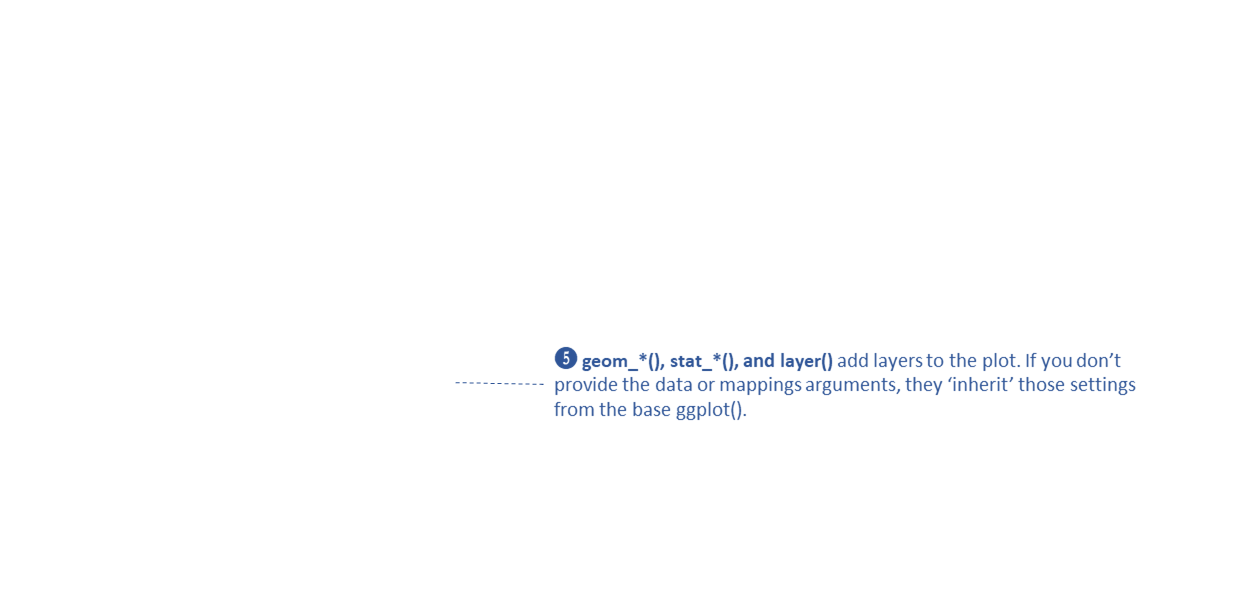 ❺ geom_*(), stat_*(), and layer() add layers to the plot. If you don’t
provide the data or mappings arguments, they ‘inherit’ those settings
from the base ggplot().